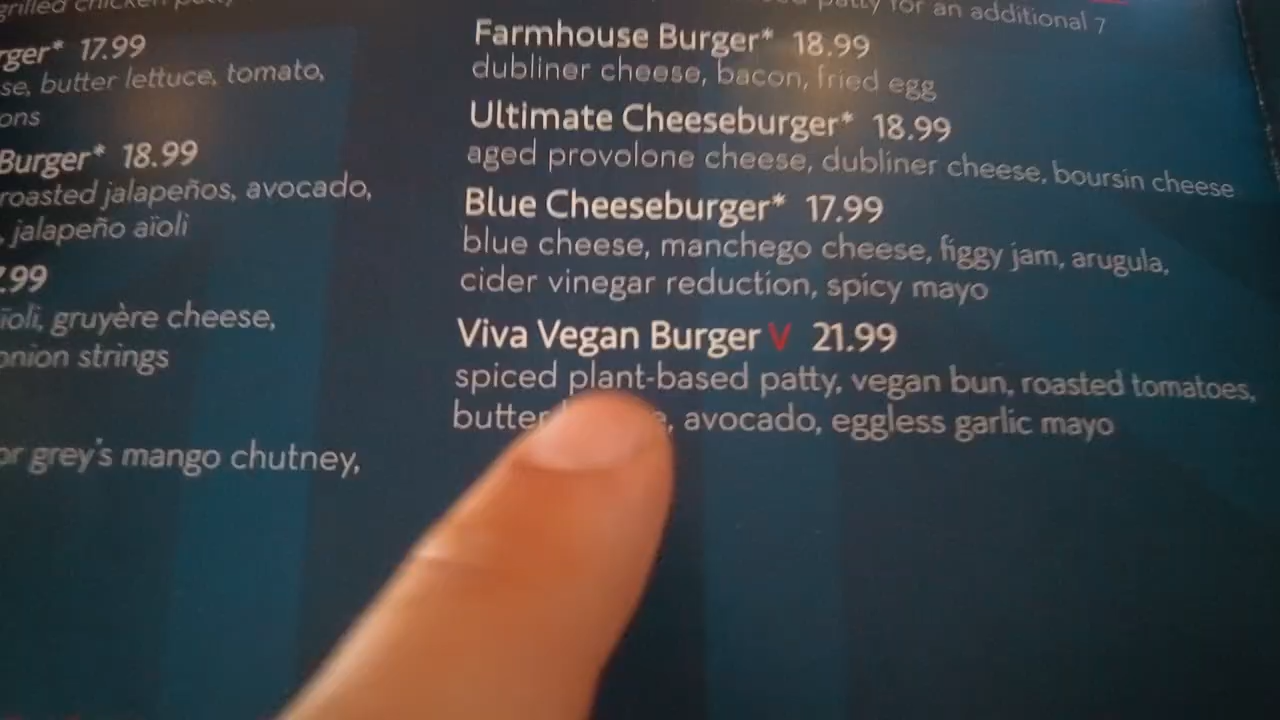 grilled chicken
rger* 17.99
se, butter lettuce, tomato,
ons
Burger* 18.99
roasted jalapeños, avocado,
, jalapeño aïoli
.99
ïoli, gruyère cheese,
onion strings
or grey's mango chutney,
patty for an additional 7
Farmhouse Burger* 18.99
dubliner cheese, bacon, fried egg
Ultimate Cheeseburger* 18.99
aged provolone cheese, dubliner cheese, boursin cheese
Blue Cheeseburger* 17.99
blue cheese, manchego cheese, figgy jam, arugula,
cider vinegar reduction, spicy mayo
Viva Vegan Burger V 21.99
spiced plant-based patty, vegan bun, roasted tomatoes,
butter , avocado, eggless garlic mayo